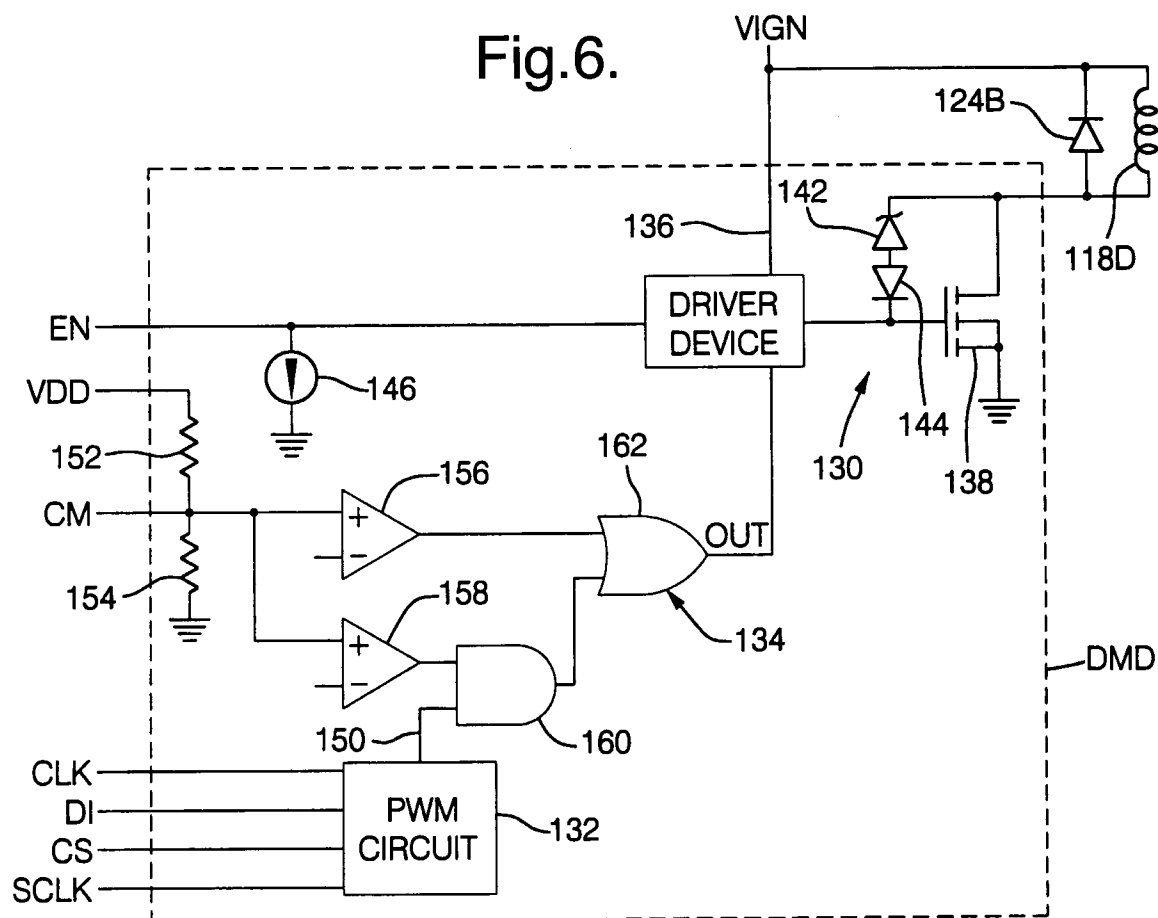 Fig.6.
VIGN
124B
142
136
118D
EN
DRIVER
DEVICE
VDD
146
144
152
162
130
138
CM
156
OUT
154
158
134
DMD
150
160
CLK
DI
PWM
CIRCUIT
132
CS
SCLK